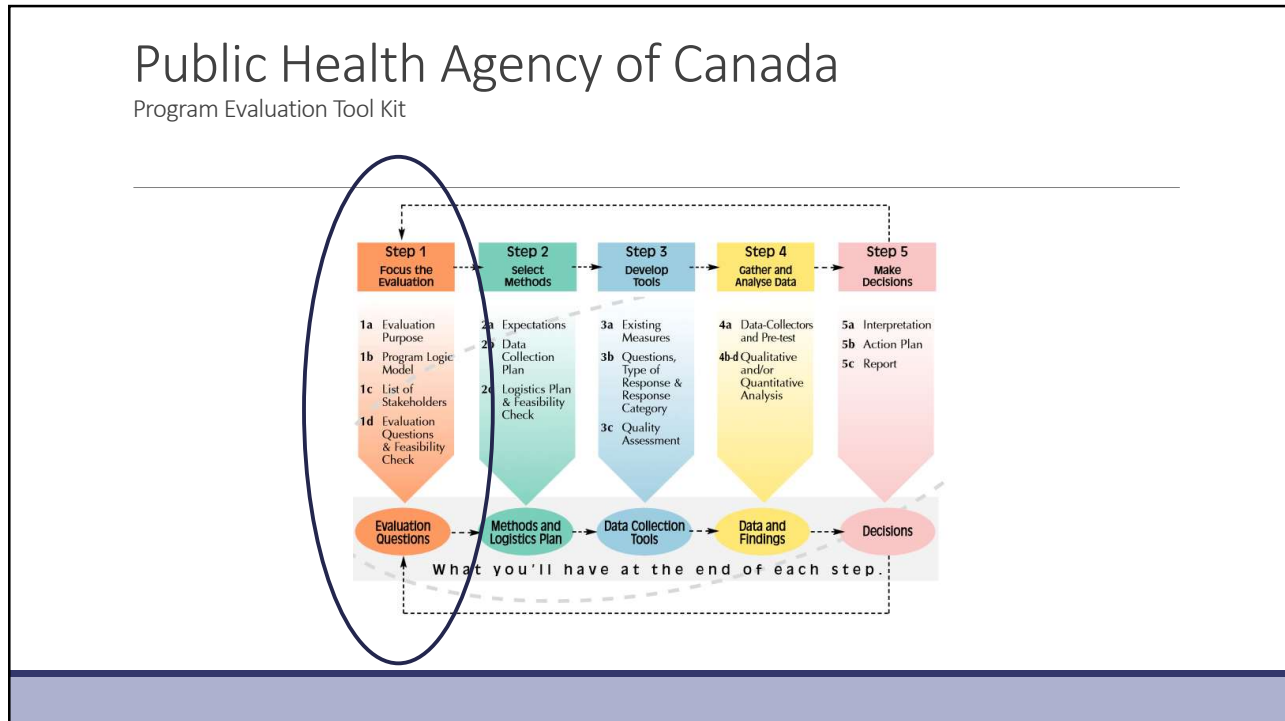 Public Health Agency of Canada
Program Evaluation Tool Kit
Step 1
Focus the
Evaluation
Step 2
Select
Methods
Step 3
Develop
Tools
Step 4
Gather and
Analyse Data
Step 5
Make
Decisions
1a Evaluation
Purpose
1b Program Logic
Model
1c List of
Stakeholders
1d Evaluation
Questions
& Feasibility
Check
2a Expectations
2b Data
Collection
Plan
2c Logistics Plan
& Feasibility
Check
3a Existing
Measures
3b Questions,
Type of
Response &
Response
Category
3c Quality
Assessment
4a Data-Collectors
and Pre-test
4b-d Qualitative
and/or
Quantitative
Analysis
5a Interpretation
5b Action Plan
5c Report
Evaluation
Questions
Methods and
Logistics Plan
Data Collection
Tools
Data and
Findings
Decisions
What you'll have at the end of each step.